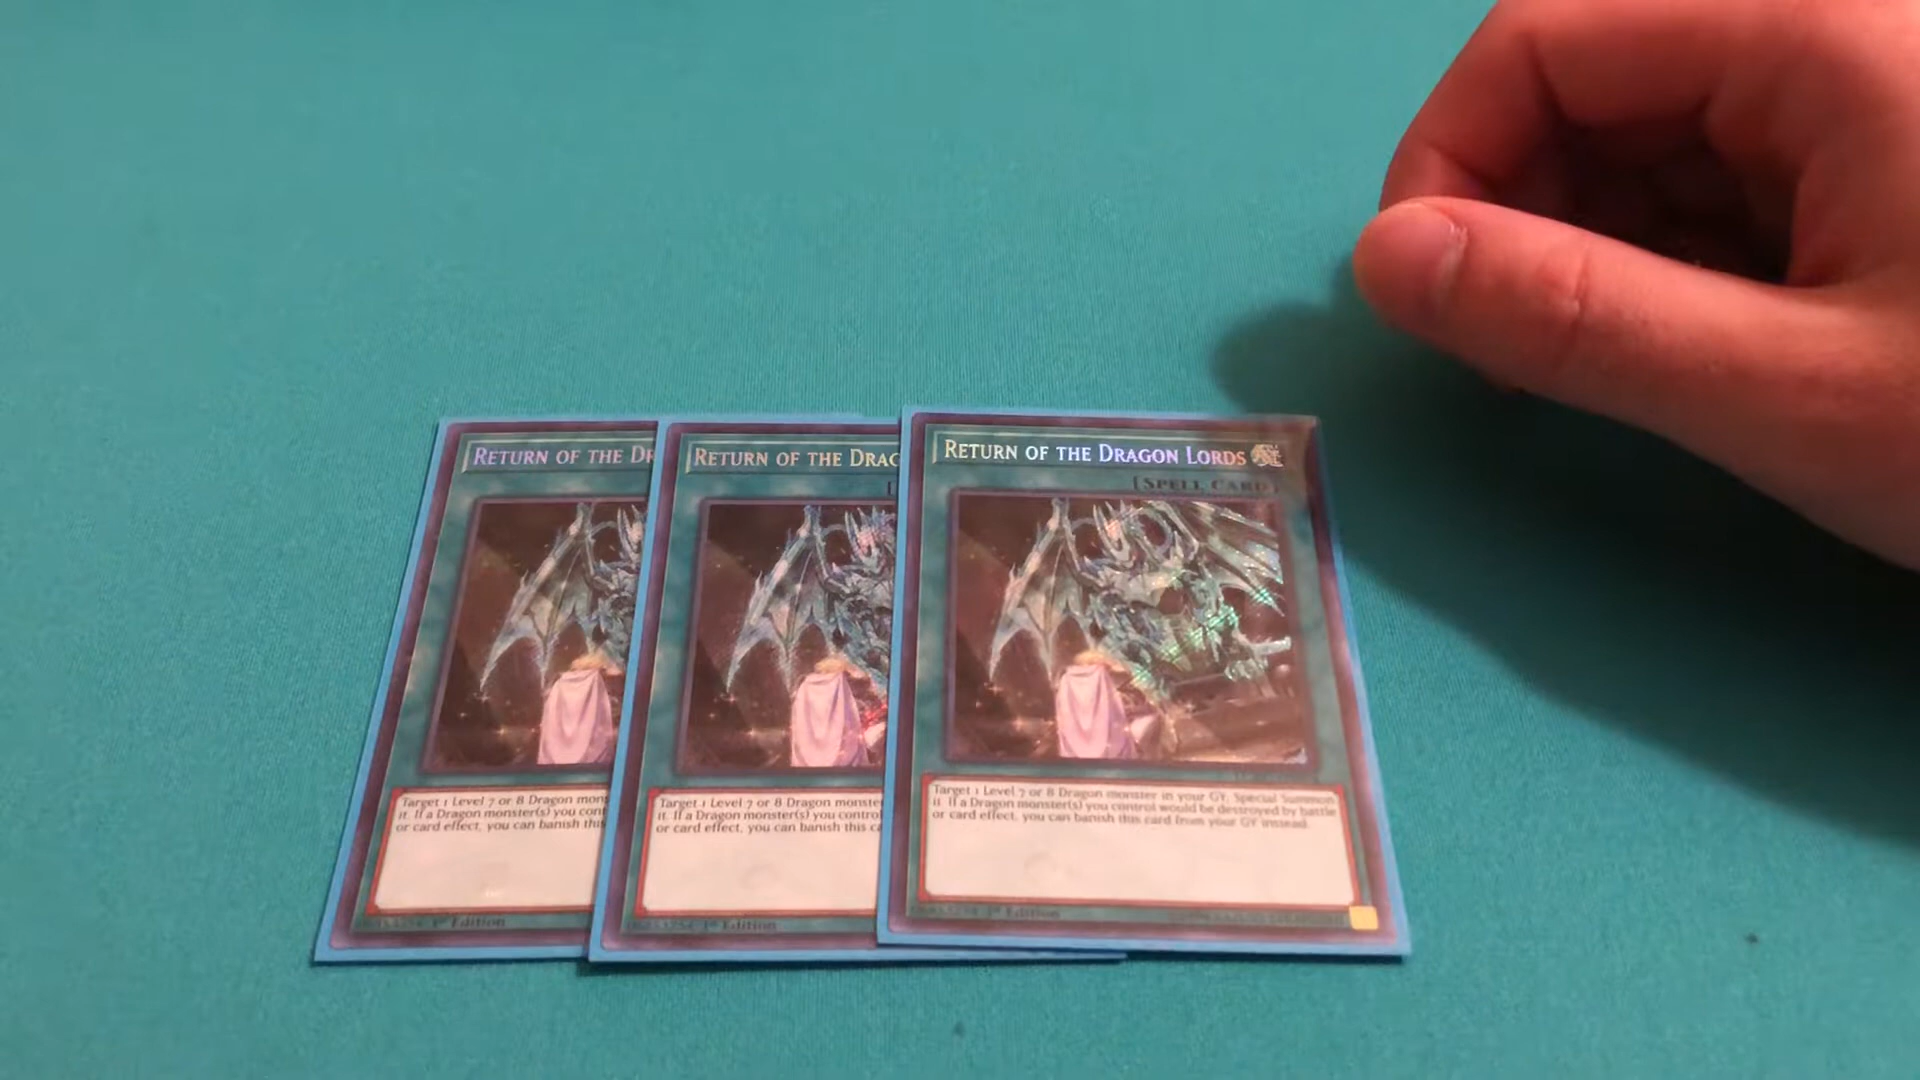 RETURN OF THE DR
Target 1 Level 7 or 8 Dragon mons
it. If a Dragon monster(s) you cont
or card effect, you can banish this
1st Edition
RETURN OF THE DRAG
[
Target 1 Level 7 or 8 Dragon monster
it. If a Dragon monster(s) you control
or card effect, you can banish this ca
1st Edition
RETURN OF THE DRAGON LORDS
[SPELL CARD]
Target 1 Level 7 or 8 Dragon monster in your GY; Special Summon
it. If a Dragon monster(s) you control would be destroyed by battle
or card effect, you can banish this card from your GY instead.
1st Edition